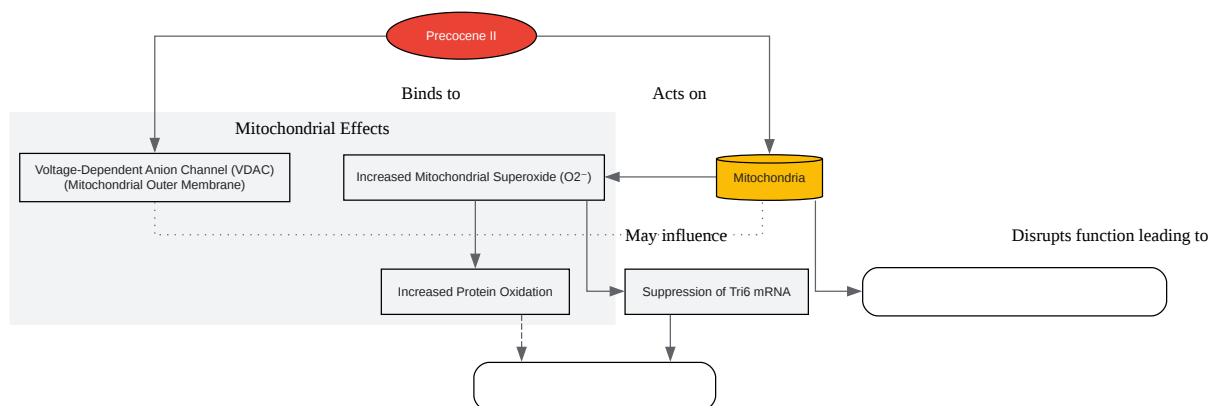 Precocene II
Binds to
Acts on
Mitochondrial Effects
Voltage-Dependent Anion Channel (VDAC)
(Mitochondrial Outer Membrane)
Increased Mitochondrial Superoxide (O2⁻)
Mitochondria
May influence
Disrupts function leading to
Increased Protein Oxidation
Suppression of Tri6 mRNA